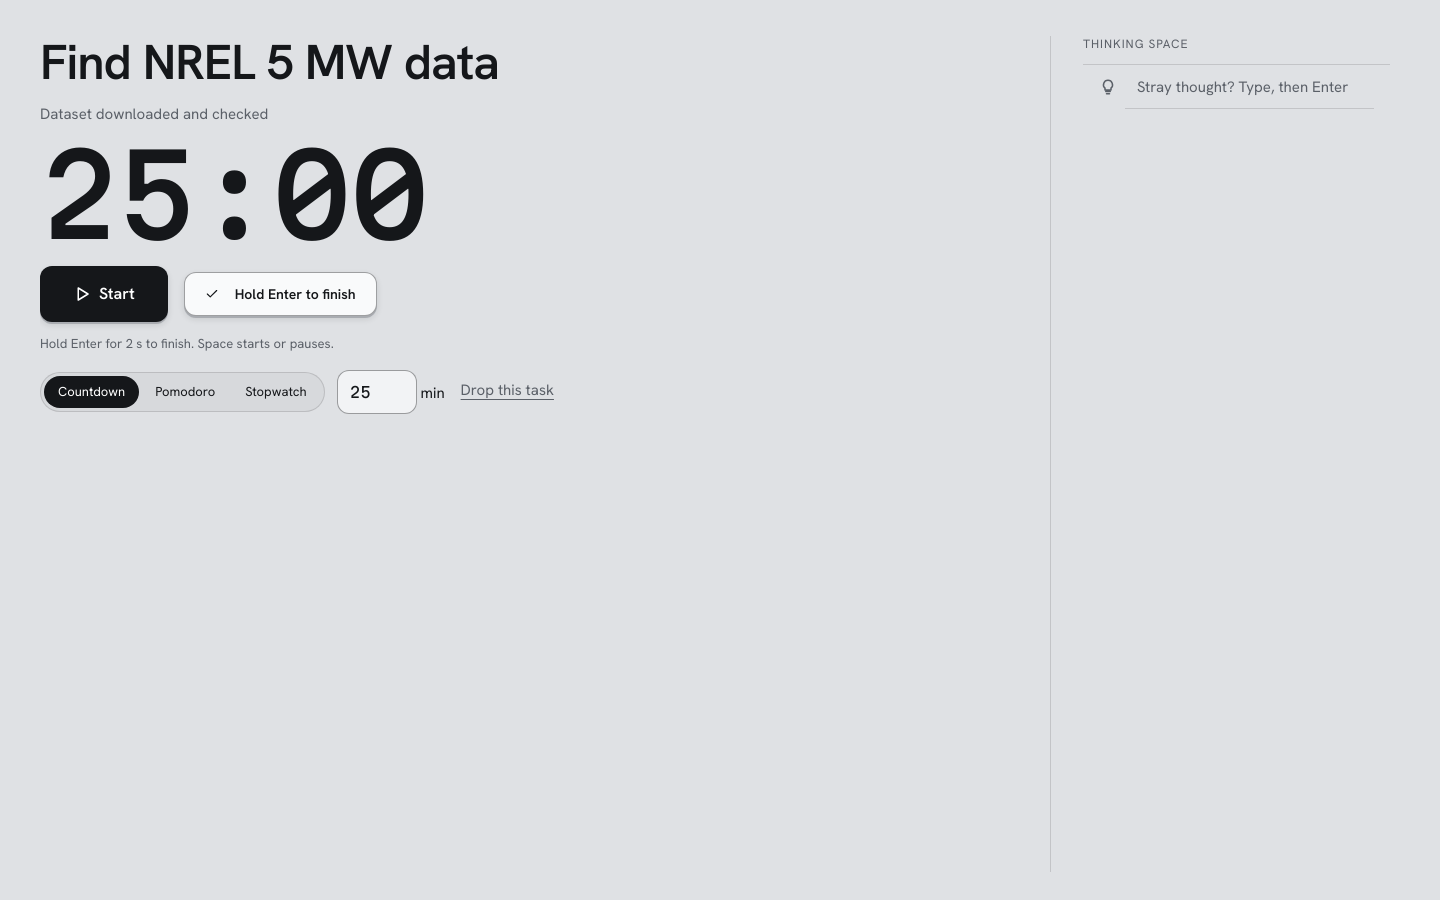 Find NREL 5 MW data
Dataset downloaded and checked
25:00
Start
Hold Enter to finish
Hold Enter for 2 s to finish. Space starts or pauses.
Countdown Pomodoro Stopwatch 25 min Drop this task
THINKING SPACE
Stray thought? Type, then Enter